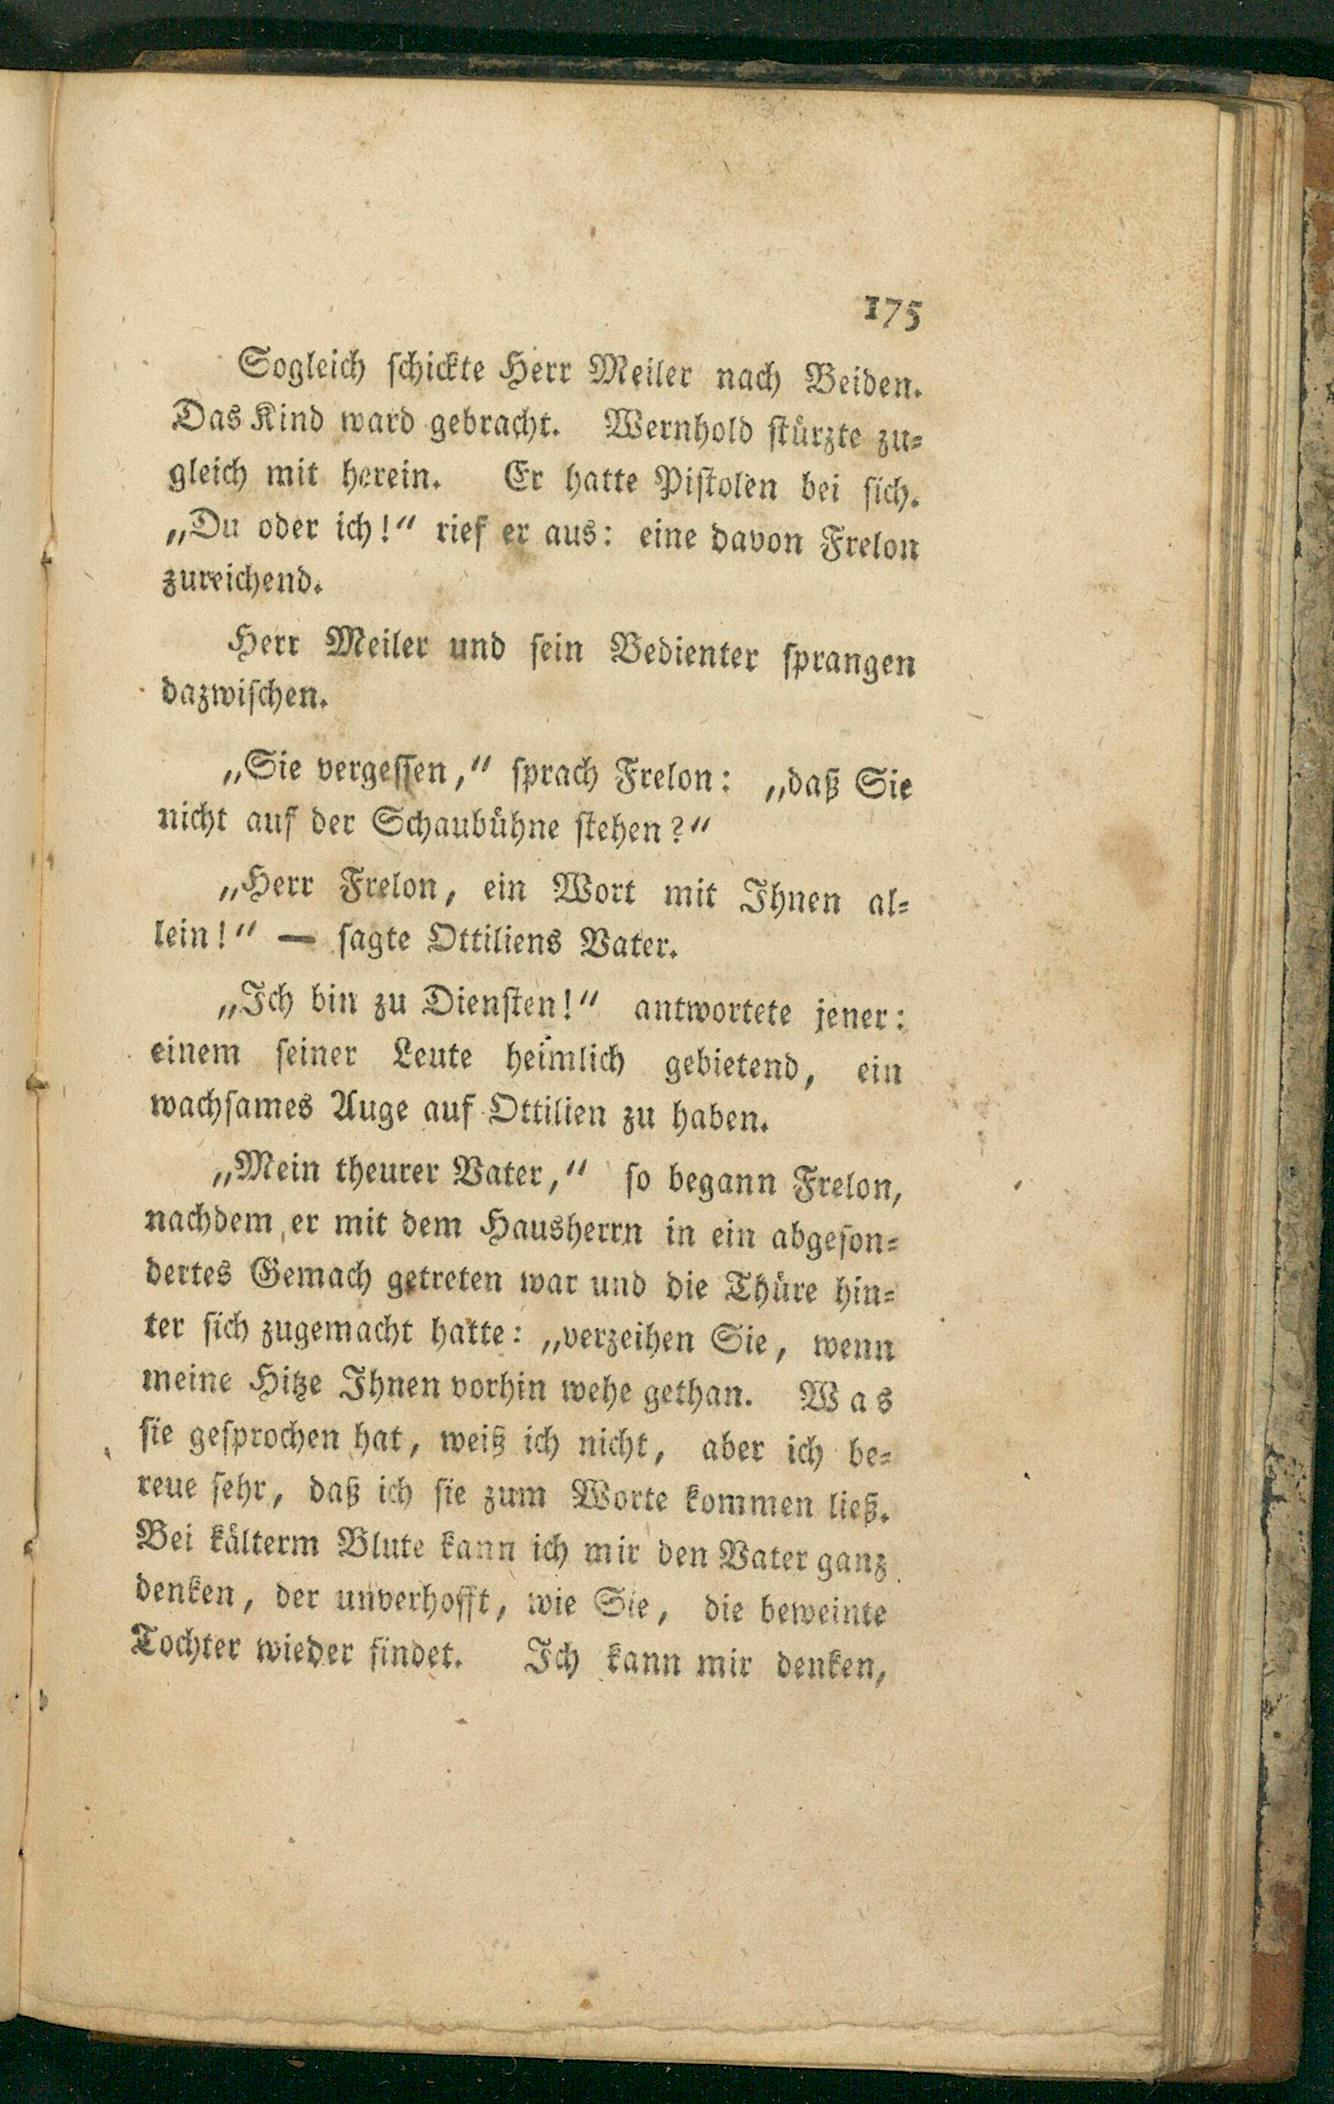 175
Sogleich schickte Herr Meiler nach Beiden.
Das Kind ward gebracht. Wernhold stürzte zu=
gleich mit herein. Er hatte Pistolen bei sich.
„Du oder ich!“ rief er aus: eine davon Frelon
zureichend.
Herr Meiler und sein Bedienter sprangen
dazwischen.
„Sie vergessen,“ sprach Frelon: „daß Sie
nicht auf der Schaubühne stehen?“
„Herr Frelon, ein Wort mit Ihnen al=
lein!“ — sagte Ottiliens Vater.
„Ich bin zu Diensten!“ antwortete jener:
einem seiner Leute heimlich gebietend, ein
wachsames Auge auf Ottilien zu haben.
„Mein theurer Vater,“ so begann Frelon,
nachdem er mit dem Hausherrn in ein abgeson=
dertes Gemach getreten war und die Thüre hin=
ter sich zugemacht hatte: „verzeihen Sie, wenn
meine Hitze Ihnen vorhin wehe gethan. Was
sie gesprochen hat, weiß ich nicht, aber ich be=
reue sehr, daß ich sie zum Worte kommen ließ.
Bei kälterm Blute kann ich mir den Vater ganz
denken, der unverhofft, wie Sie, die beweinte
Tochter wieder findet. Ich kann mir denken,